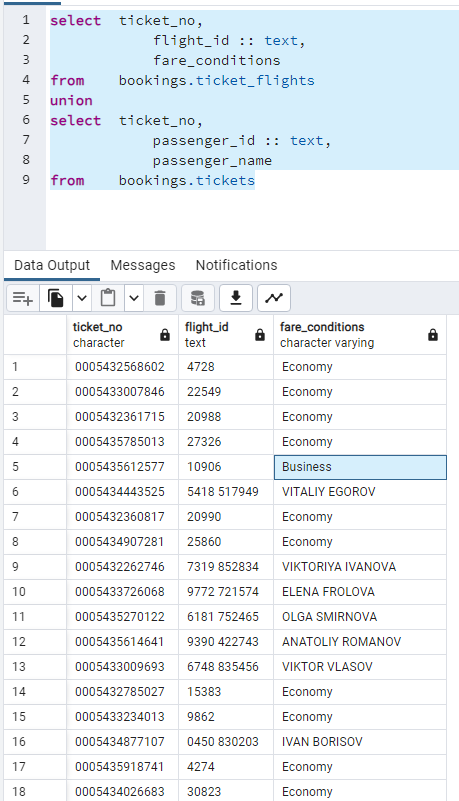 1 select ticket_no,
2 flight_id :: text,
3 fare_conditions
4 from bookings.ticket_flights
5 union
6 select ticket_no,
7 passenger_id :: text,
8 passenger_name
9 from bookings.tickets
Data Output Messages Notifications
ticket_no flight_id fare_conditions
character text character varying
1 0005432568602 4728 Economy
2 0005433007846 22549 Economy
3 0005432361715 20988 Economy
4 0005435785013 27326 Economy
5 0005435612577 10906 Business
6 0005434443525 5418 517949 VITALIY EGOROV
7 0005432360817 20990 Economy
8 0005434907281 25860 Economy
9 0005432262746 7319 852834 VIKTORIYA IVANOVA
10 0005433726068 9772 721574 ELENA FROLOVA
11 0005435270122 6181 752465 OLGA SMIRNOVA
12 0005435614641 9390 422743 ANATOLIY ROMANOV
13 0005433009693 6748 835456 VIKTOR VLASOV
14 0005432785027 15383 Economy
15 0005433234013 9862 Economy
16 0005434877107 0450 830203 IVAN BORISOV
17 0005435918741 4274 Economy
18 0005434026683 30823 Economy